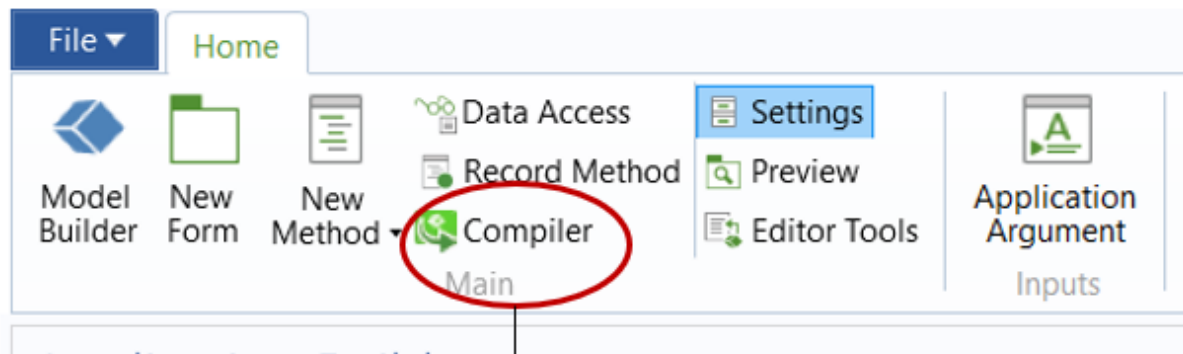 File
Home
Model Builder
New Form
New Method
Data Access
Record Method
Compiler
Settings
Preview
Editor Tools
Application Argument
Main
Inputs